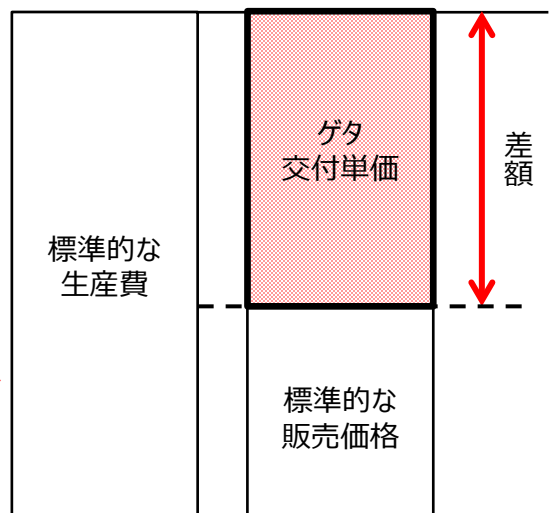 標準的な
生産費
ゲタ
交付単価
標準的な
販売価格
差額